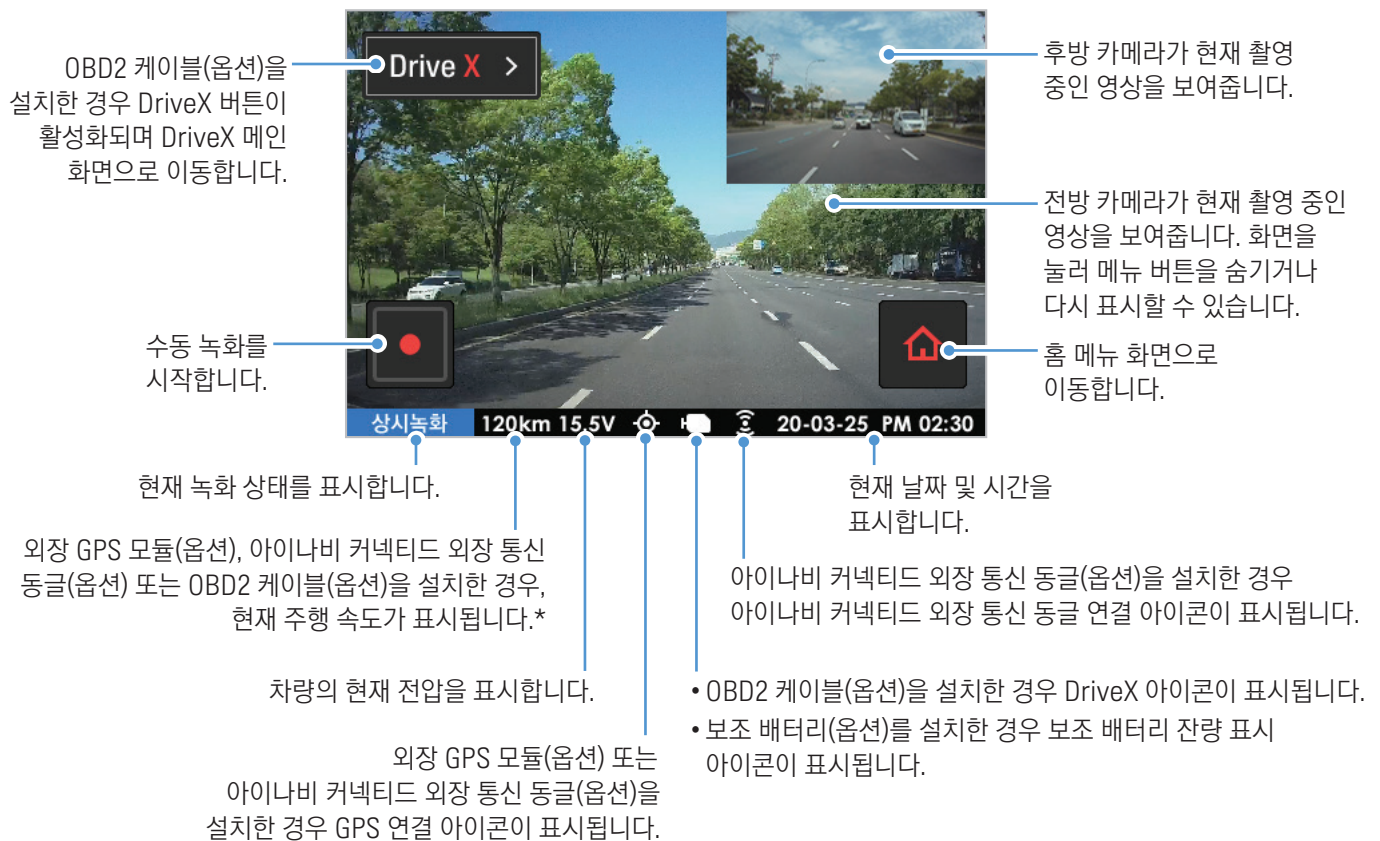 OBD2 케이블(옵션)을
설치한 경우 DriveX 버튼이
활성화되며 DriveX 메인
화면으로 이동합니다.
Drive X >
후방 카메라가 현재 촬영
중인 영상을 보여줍니다.
전방 카메라가 현재 촬영 중인
영상을 보여줍니다. 화면을
눌러 메뉴 버튼을 숨기거나
다시 표시할 수 있습니다.
수동 녹화를
시작합니다.
홈 메뉴 화면으로
이동합니다.
상시녹화 120km 15.5V 20-03-25 PM 02:30
현재 녹화 상태를 표시합니다.
현재 날짜 및 시간을
표시합니다.
외장 GPS 모듈(옵션), 아이나비 커넥티드 외장 통신
동글(옵션) 또는 OBD2 케이블(옵션)을 설치한 경우,
현재 주행 속도가 표시됩니다.*
아이나비 커넥티드 외장 통신 동글(옵션)을 설치한 경우
아이나비 커넥티드 외장 통신 동글 연결 아이콘이 표시됩니다.
차량의 현재 전압을 표시합니다.
• OBD2 케이블(옵션)을 설치한 경우 DriveX 아이콘이 표시됩니다.
• 보조 배터리(옵션)를 설치한 경우 보조 배터리 잔량 표시
아이콘이 표시됩니다.
외장 GPS 모듈(옵션) 또는
아이나비 커넥티드 외장 통신 동글(옵션)을
설치한 경우 GPS 연결 아이콘이 표시됩니다.